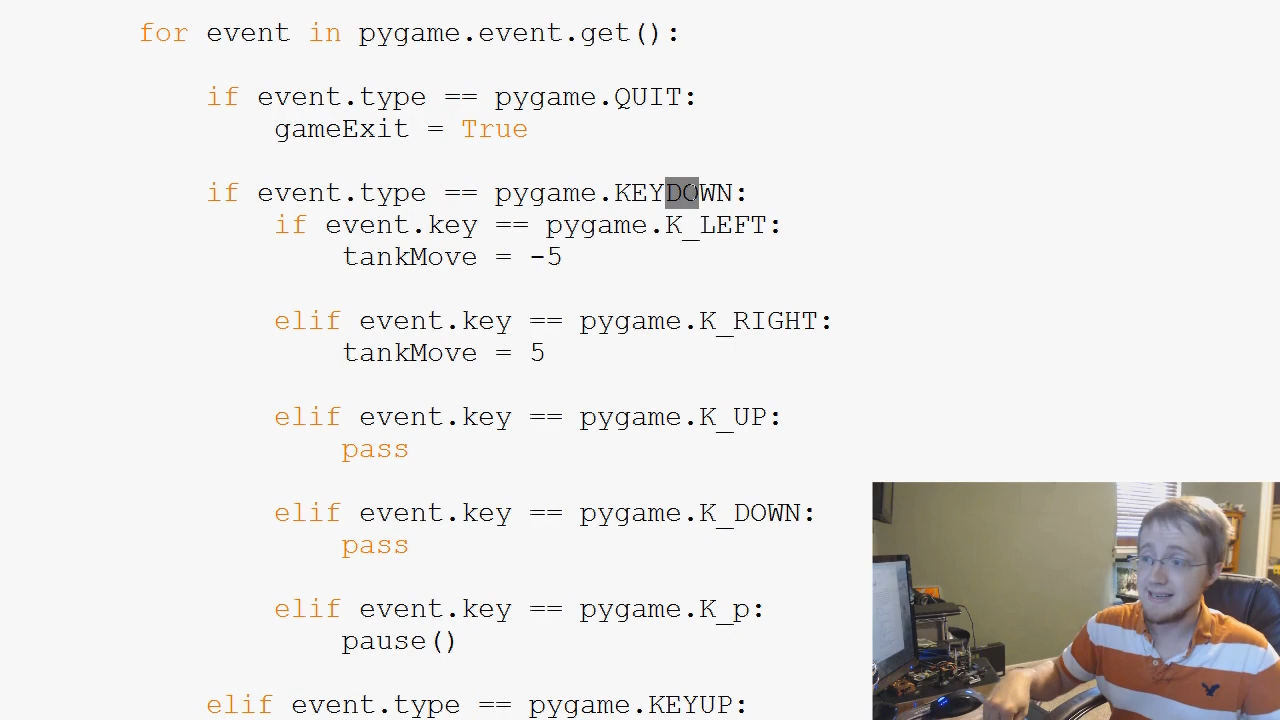 for event in pygame.event.get():
if event.type == pygame.QUIT:
gameExit = True
if event.type == pygame.KEYDOWN:
if event.key == pygame.K_LEFT:
tankMove = -5
elif event.key == pygame.K_RIGHT:
tankMove = 5
elif event.key == pygame.K_UP:
pass
elif event.key == pygame.K_DOWN:
pass
elif event.key == pygame.K_p:
pause()
elif event.type == pygame.KEYUP: